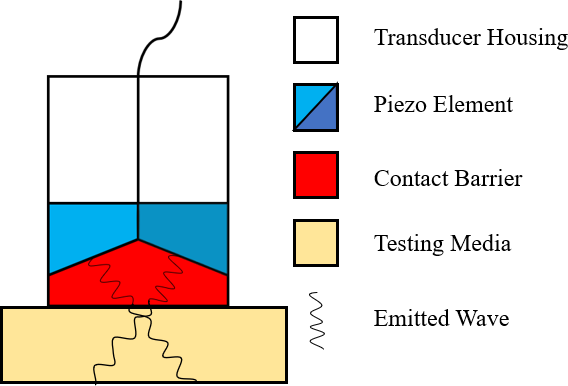 Transducer Housing
Piezo Element
Contact Barrier
Testing Media
Emitted Wave